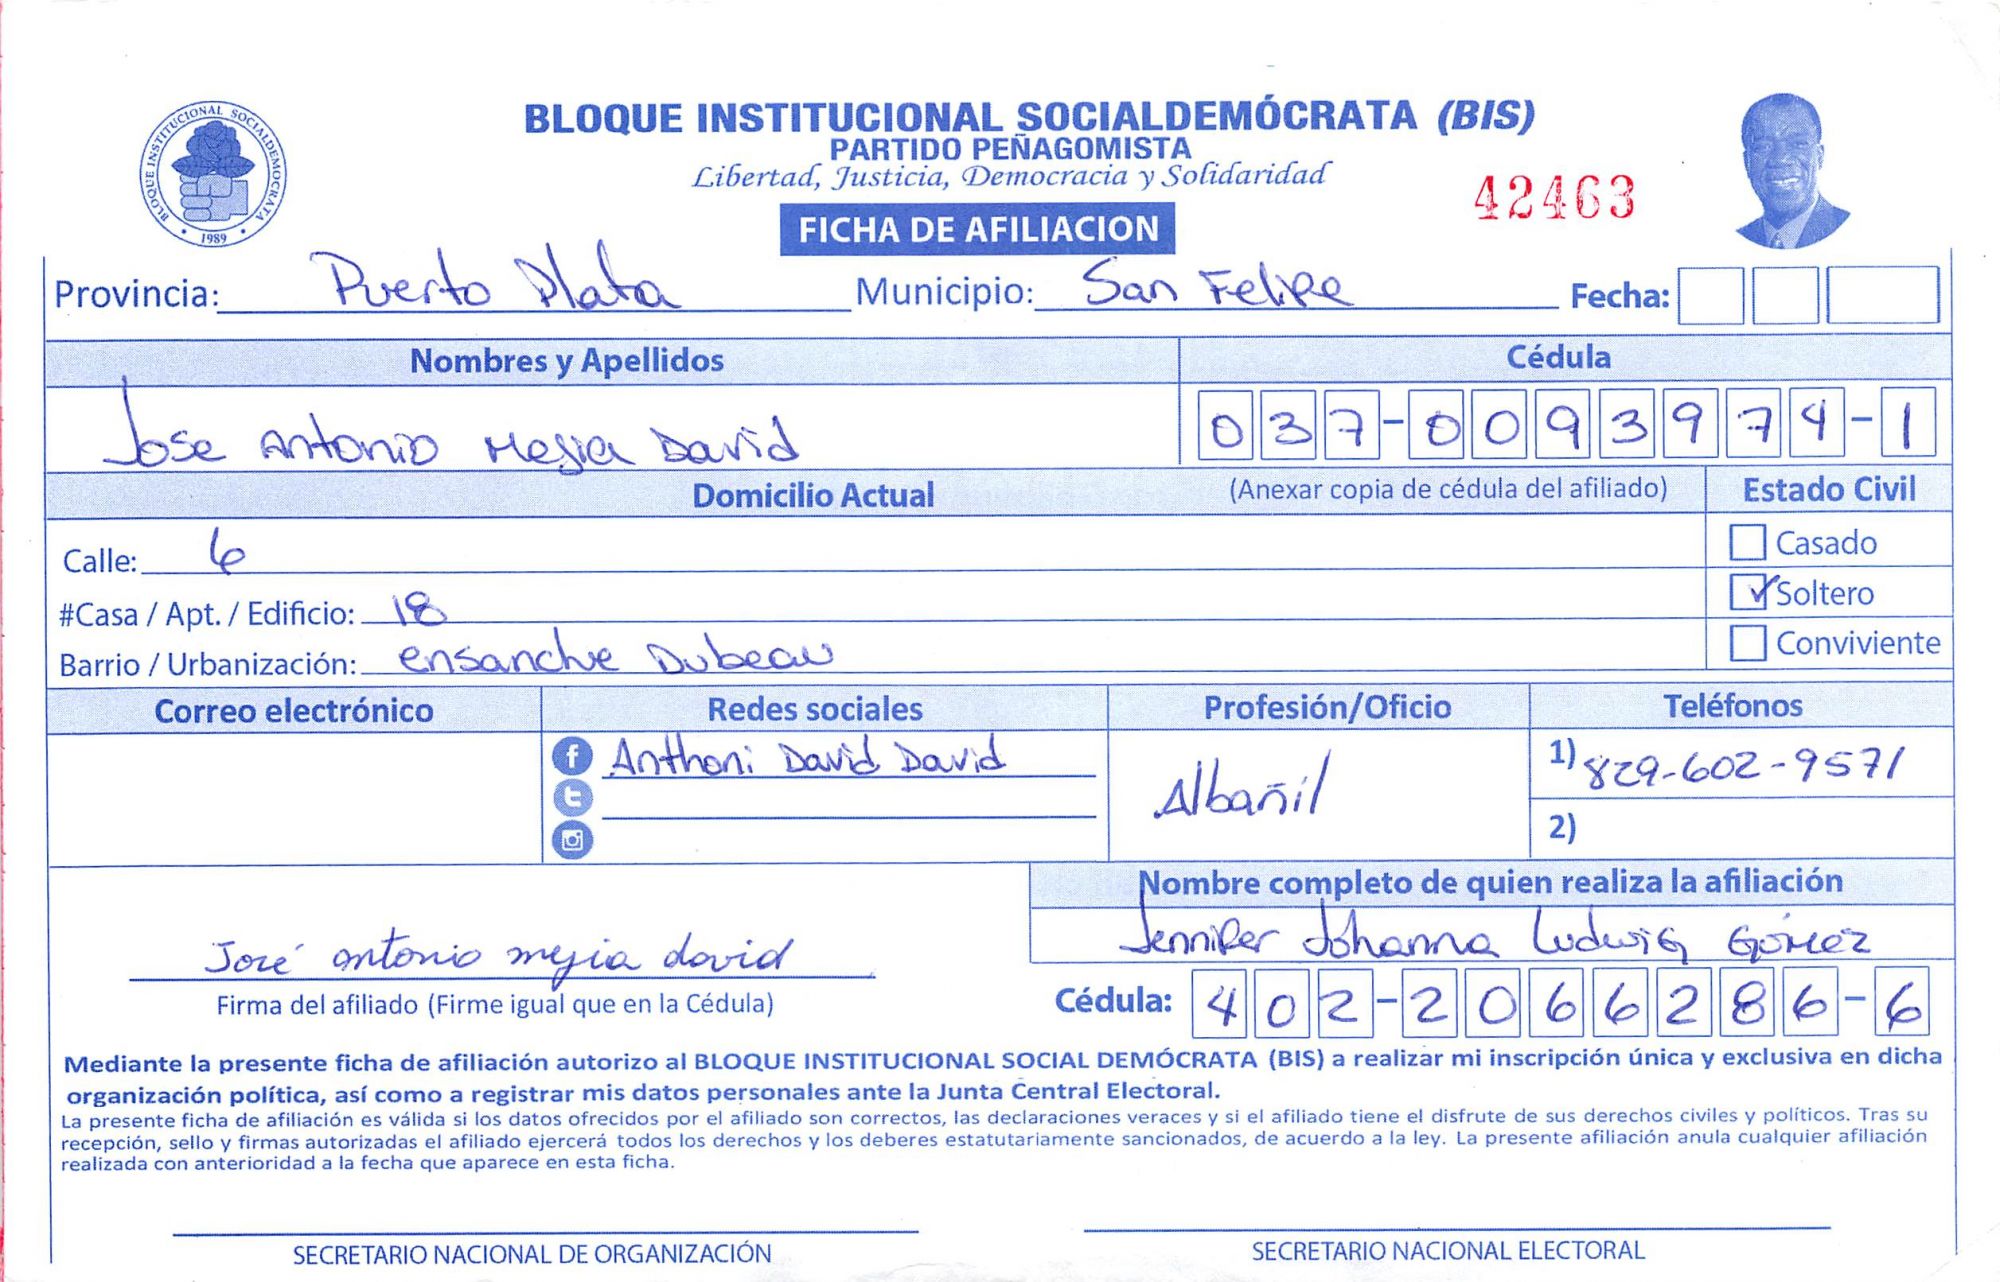 BLOQUE INSTITUCIONAL SOCIALDEMÓCRATA (BIS)
PARTIDO PEÑAGOMISTA
Libertad, Justicia, Democracia y Solidaridad
42463
BLOQUE INSTITUCIONAL SOCIALDEMOCRATA
1989
FICHA DE AFILIACION
Provincia: Puerto Plata Municipio: San Felipe Fecha:
Nombres y Apellidos Cédula
Jose Antonio Mejia David 037-0093974-1
Domicilio Actual (Anexar copia de cédula del afiliado) Estado Civil
Calle: 6 Casado
#Casa / Apt. / Edificio: 18 Soltero
Barrio / Urbanización: ensanche Dubeau Conviviente
Correo electrónico Redes sociales Profesión/Oficio Teléfonos
Anthoni David David Albañil 1) 829-602-9571
2)
Nombre completo de quien realiza la afiliación
Jennifer Johanna Ludwig Gómez
José antonio mejia david
Firma del afiliado (Firme igual que en la Cédula) Cédula: 402-2066286-6
Mediante la presente ficha de afiliación autorizo al BLOQUE INSTITUCIONAL SOCIAL DEMÓCRATA (BIS) a realizar mi inscripción única y exclusiva en dicha
organización política, así como a registrar mis datos personales ante la Junta Central Electoral.
La presente ficha de afiliación es válida si los datos ofrecidos por el afiliado son correctos, las declaraciones veraces y si el afiliado tiene el disfrute de sus derechos civiles y políticos. Tras su
recepción, sello y firmas autorizadas el afiliado ejercerá todos los derechos y los deberes estatutariamente sancionados, de acuerdo a la ley. La presente afiliación anula cualquier afiliación
realizada con anterioridad a la fecha que aparece en esta ficha.
SECRETARIO NACIONAL DE ORGANIZACIÓN SECRETARIO NACIONAL ELECTORAL